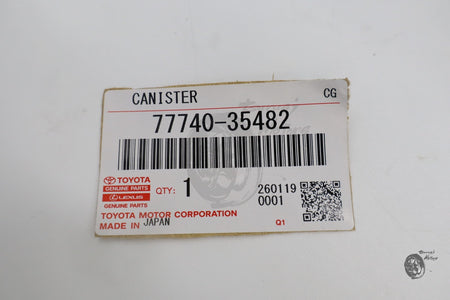 CANISTER CG
77740-35482
TOYOTA
GENUINE PARTS
LEXUS
GENUINE PARTS
QTY: 1
260119
0001
TOYOTA MOTOR CORPORATION
MADE IN JAPAN
Q1